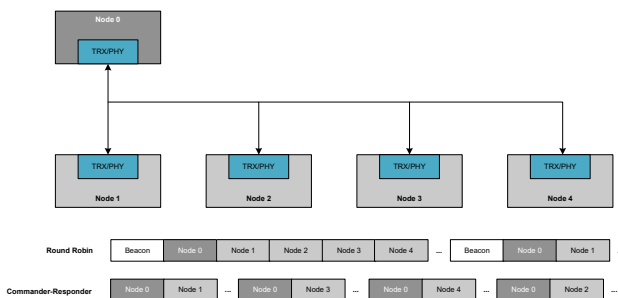 Node 0
TRX/PHY
TRX/PHY TRX/PHY TRX/PHY TRX/PHY
Node 1 Node 2 Node 3 Node 4
Round Robin Beacon Node 0 Node 1 Node 2 Node 3 Node 4 ... Beacon Node 0 Node 1 .
Commander-Responder Node 0 Node 1 ... Node 0 Node 3 ... Node 0 Node 4 ... Node 0 Node 2 ...